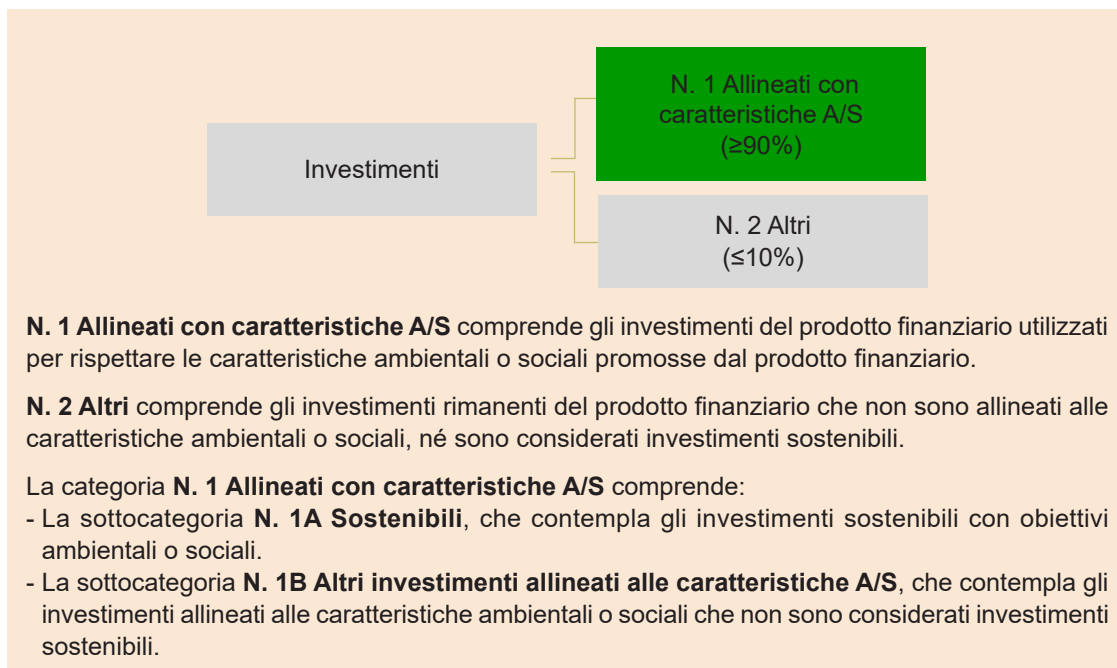 N. 1 Allineati con
caratteristiche A/S
(≥90%)
Investimenti
N. 2 Altri
(≤10%)
N. 1 Allineati con caratteristiche A/S comprende gli investimenti del prodotto finanziario utilizzati
per rispettare le caratteristiche ambientali o sociali promosse dal prodotto finanziario.
N. 2 Altri comprende gli investimenti rimanenti del prodotto finanziario che non sono allineati alle
caratteristiche ambientali o sociali, né sono considerati investimenti sostenibili.
La categoria N. 1 Allineati con caratteristiche A/S comprende:
- La sottocategoria N. 1A Sostenibili, che contempla gli investimenti sostenibili con obiettivi
ambientali o sociali.
- La sottocategoria N. 1B Altri investimenti allineati alle caratteristiche A/S, che contempla gli
investimenti allineati alle caratteristiche ambientali o sociali che non sono considerati investimenti
sostenibili.